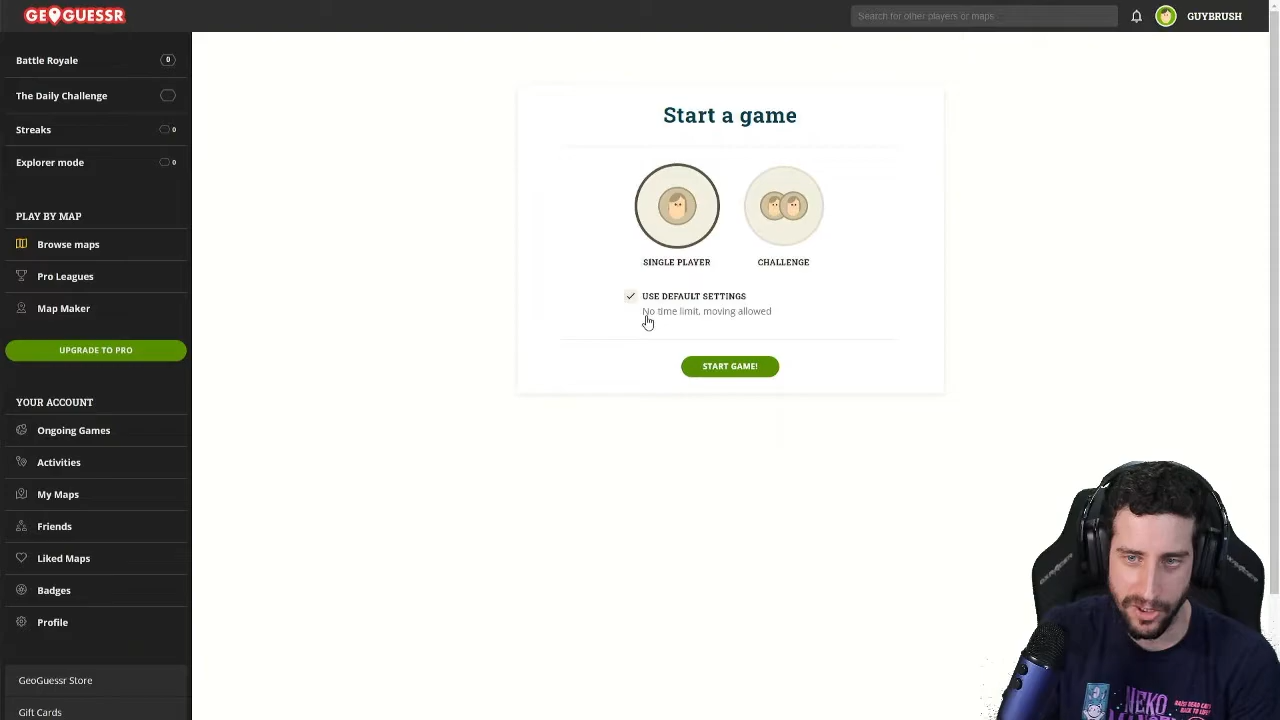 GEOGUESSR
Search for other players or maps
GUYBRUSH
Battle Royale 0
The Daily Challenge
Streaks 0
Explorer mode 0
PLAY BY MAP
Browse maps
Pro Leagues
Map Maker
UPGRADE TO PRO
YOUR ACCOUNT
Ongoing Games
Activities
My Maps
Friends
Liked Maps
Badges
Profile
GeoGuessr Store
Gift Cards
Start a game
SINGLE PLAYER
CHALLENGE
USE DEFAULT SETTINGS
No time limit, moving allowed
START GAME!
NEKO